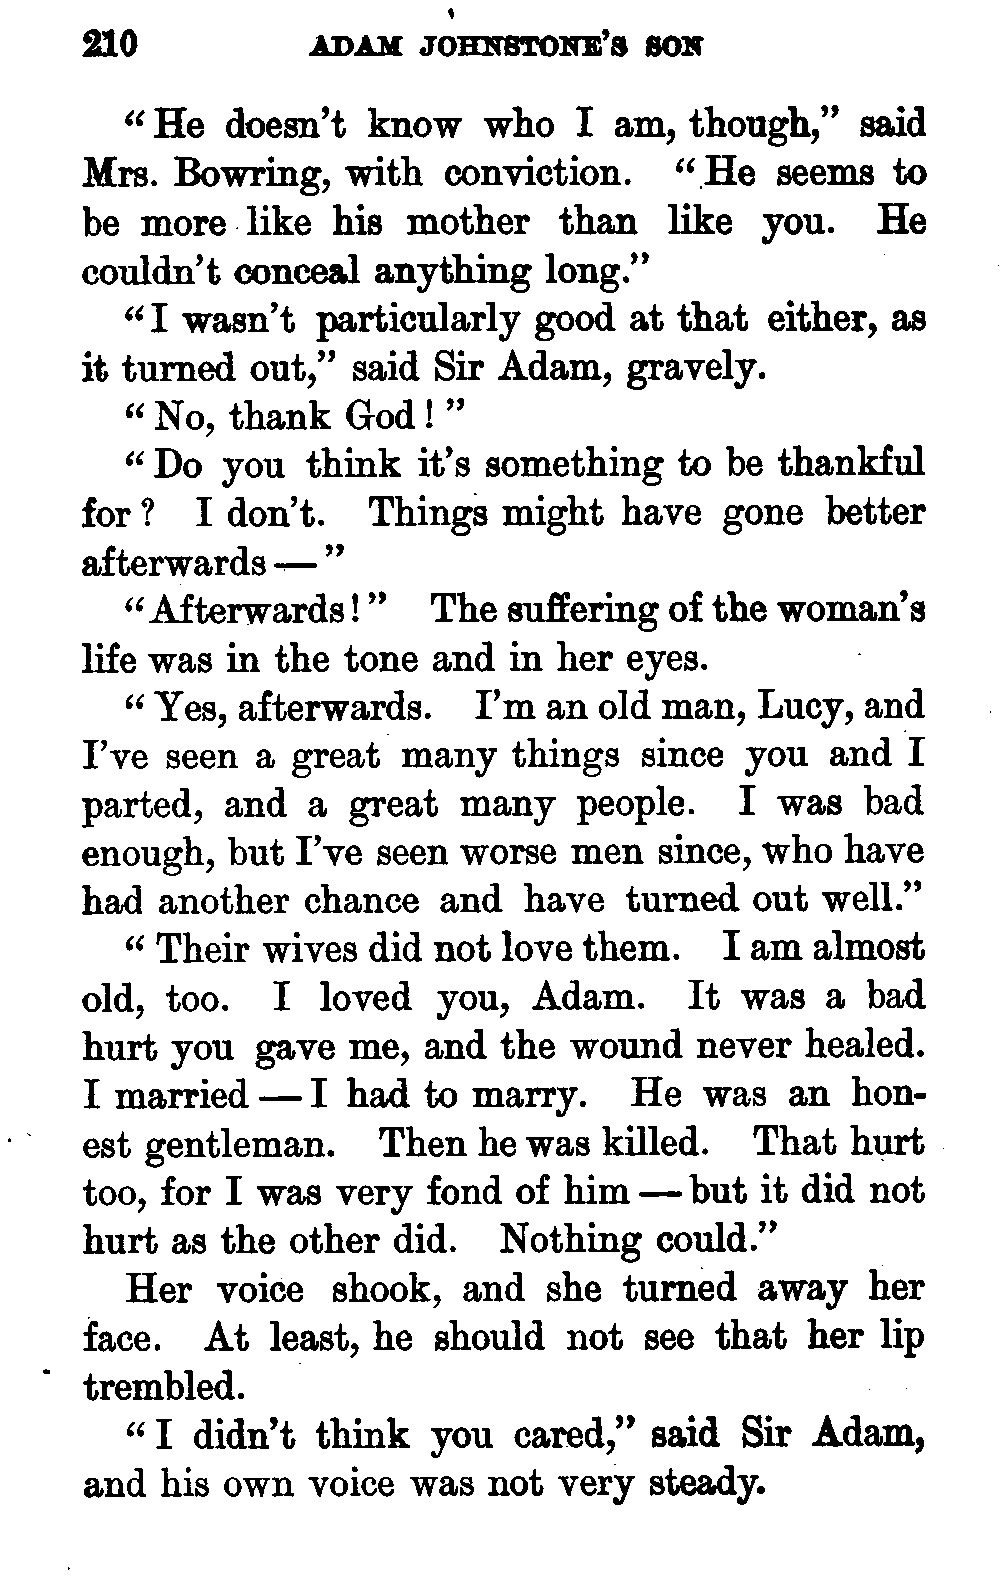 210 ADAM JOHNSTONE'S SON
"He doesn't know who I am, though," said
Mrs. Bowring, with conviction. "He seems to
be more like his mother than like you. He
couldn't conceal anything long."
"I wasn't particularly good at that either, as
it turned out," said Sir Adam, gravely.
"No, thank God!"
"Do you think it's something to be thankful
for? I don't. Things might have gone better
afterwards —"
"Afterwards!" The suffering of the woman's
life was in the tone and in her eyes.
"Yes, afterwards. I'm an old man, Lucy, and
I've seen a great many things since you and I
parted, and a great many people. I was bad
enough, but I've seen worse men since, who have
had another chance and have turned out well."
"Their wives did not love them. I am almost
old, too. I loved you, Adam. It was a bad
hurt you gave me, and the wound never healed.
I married — I had to marry. He was an hon-
est gentleman. Then he was killed. That hurt
too, for I was very fond of him — but it did not
hurt as the other did. Nothing could."
Her voice shook, and she turned away her
face. At least, he should not see that her lip
trembled.
"I didn't think you cared," said Sir Adam,
and his own voice was not very steady.